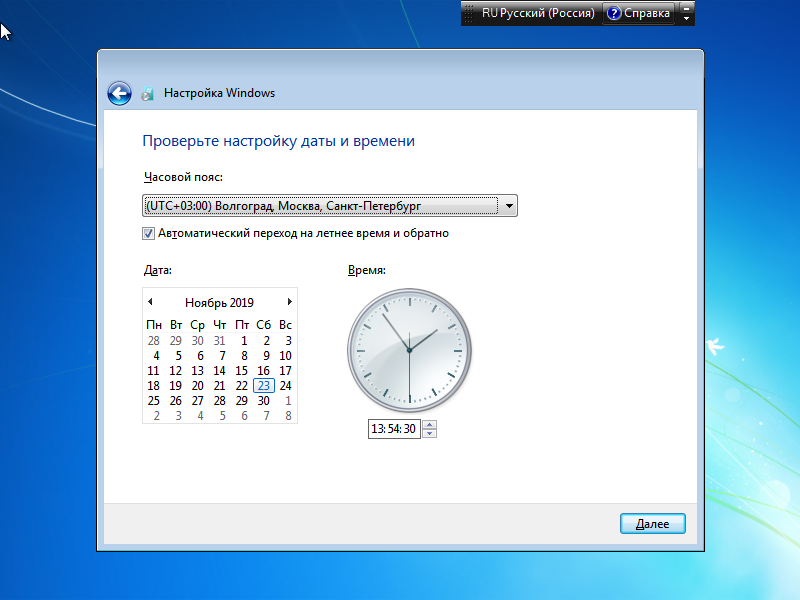 RU Русский (Россия) Справка
Настройка Windows
Проверьте настройку даты и времени
Часовой пояс:
(UTC+03:00) Волгоград, Москва, Санкт-Петербург
Автоматический переход на летнее время и обратно
Дата: Время:
Ноябрь 2019
Пн Вт Ср Чт Пт Сб Вс
28 29 30 31 1 2 3
4 5 6 7 8 9 10
11 12 13 14 15 16 17
18 19 20 21 22 23 24
25 26 27 28 29 30 1
2 3 4 5 6 7 8
13:54:30
Далее